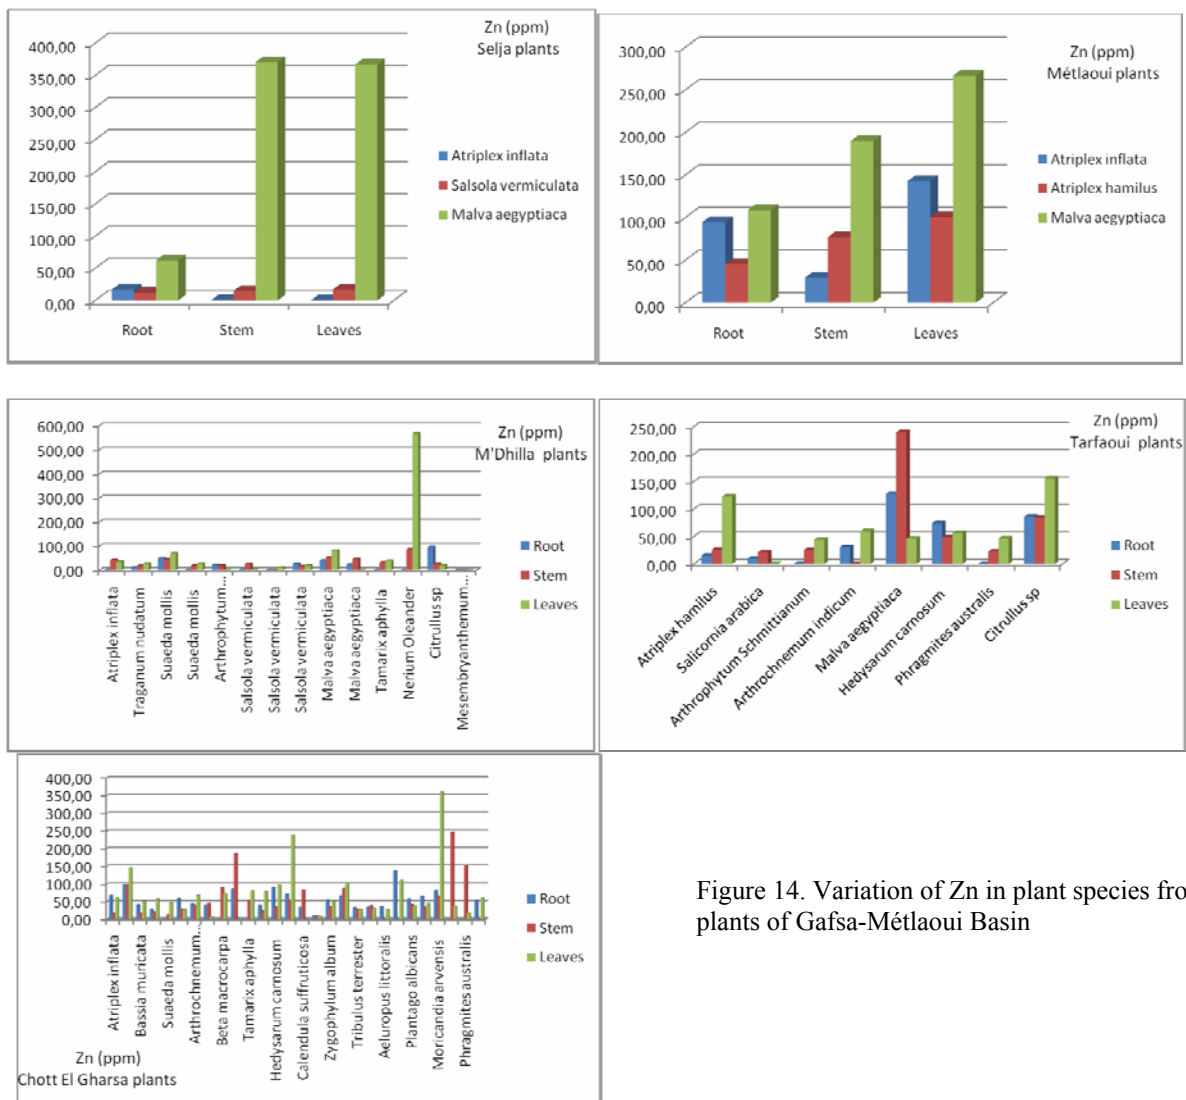 Zn (ppm)
Selja plants
400,00
350,00
300,00
250,00
200,00
150,00
100,00
50,00
0,00
Root Stem Leaves
Atriplex inflata
Salsola vermiculata
Malva aegyptiaca
Zn (ppm)
Métlaoui plants
300,00
250,00
200,00
150,00
100,00
50,00
0,00
Root Stem Leaves
Atriplex inflata
Atriplex hamilus
Malva aegyptiaca
Zn (ppm)
M'Dhilla plants
600,00
500,00
400,00
300,00
200,00
100,00
0,00
Atriplex inflata
Traganum nudatum
Suaeda mollis
Suaeda mollis
Arthrophytum...
Salsola vermiculata
Salsola vermiculata
Salsola vermiculata
Malva aegyptiaca
Malva aegyptiaca
Tamarix aphylla
Nerium Oleander
Citrullus sp
Mesembryanthemum...
Root
Stem
Leaves
Zn (ppm)
Tarfaoui plants
250,00
200,00
150,00
100,00
50,00
0,00
Atriplex hamilus
Salicornia arabica
Arthrophytum Schmittianum
Arthrochnemum indicum
Malva aegyptiaca
Hedysarum carnosum
Phragmites australis
Citrullus sp
Root
Stem
Leaves
400,00
350,00
300,00
250,00
200,00
150,00
100,00
50,00
0,00
Atriplex inflata
Bassia muricata
Suaeda mollis
Arthrochnemum...
Beta macrocarpa
Tamarix aphylla
Hedysarum carnosum
Calendula suffruticosa
Zygophylum album
Tribulus terrester
Aeluropus littoralis
Plantago albicans
Moricandia arvensis
Phragmites australis
Root
Stem
Leaves
Zn (ppm)
Chott El Gharsa plants
Figure 14. Variation of Zn in plant species fro
plants of Gafsa-Métlaoui Basin